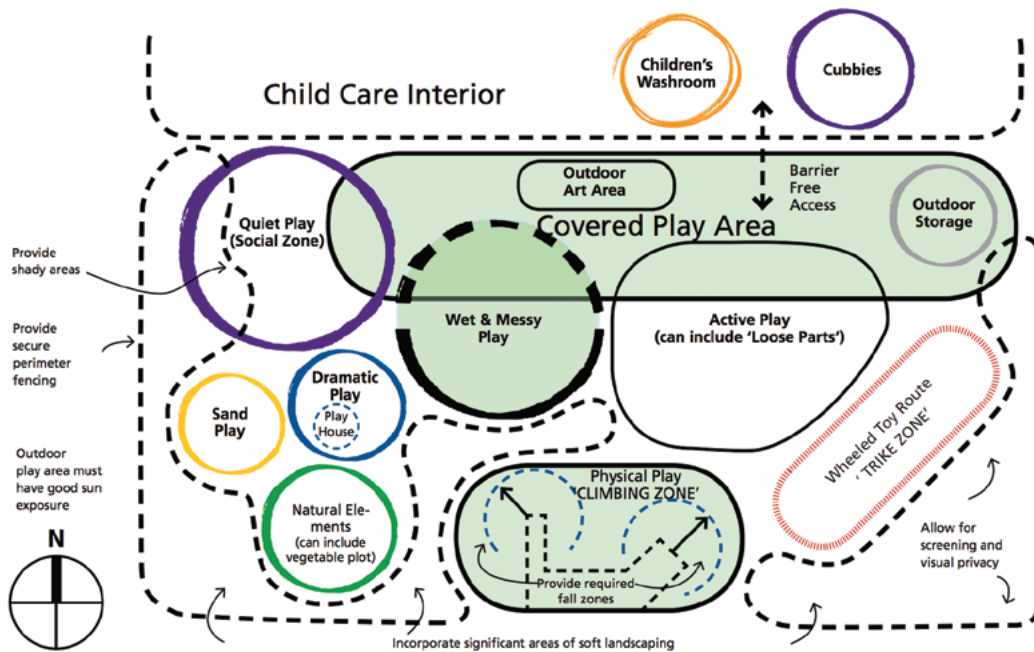 Children's
Washroom
Cubbies
Child Care Interior
Outdoor
Art Area
Barrier
Free
Access
Quiet Play
(Social Zone)
Covered Play Area
Outdoor
Storage
Provide
shady areas
Provide
secure
perimeter
fencing
Wet & Messy
Play
Active Play
(can include 'Loose Parts')
Dramatic
Play
Play
House
Sand
Play
Wheeled Toy Route
'TRIKE ZONE'
Outdoor
play area must
have good sun
exposure
Physical Play
'CLIMBING ZONE'
Natural Ele-
ments
(can include
vegetable plot)
N
Allow for
screening and
visual privacy
Provide required
fall zones
Incorporate significant areas of soft landscaping